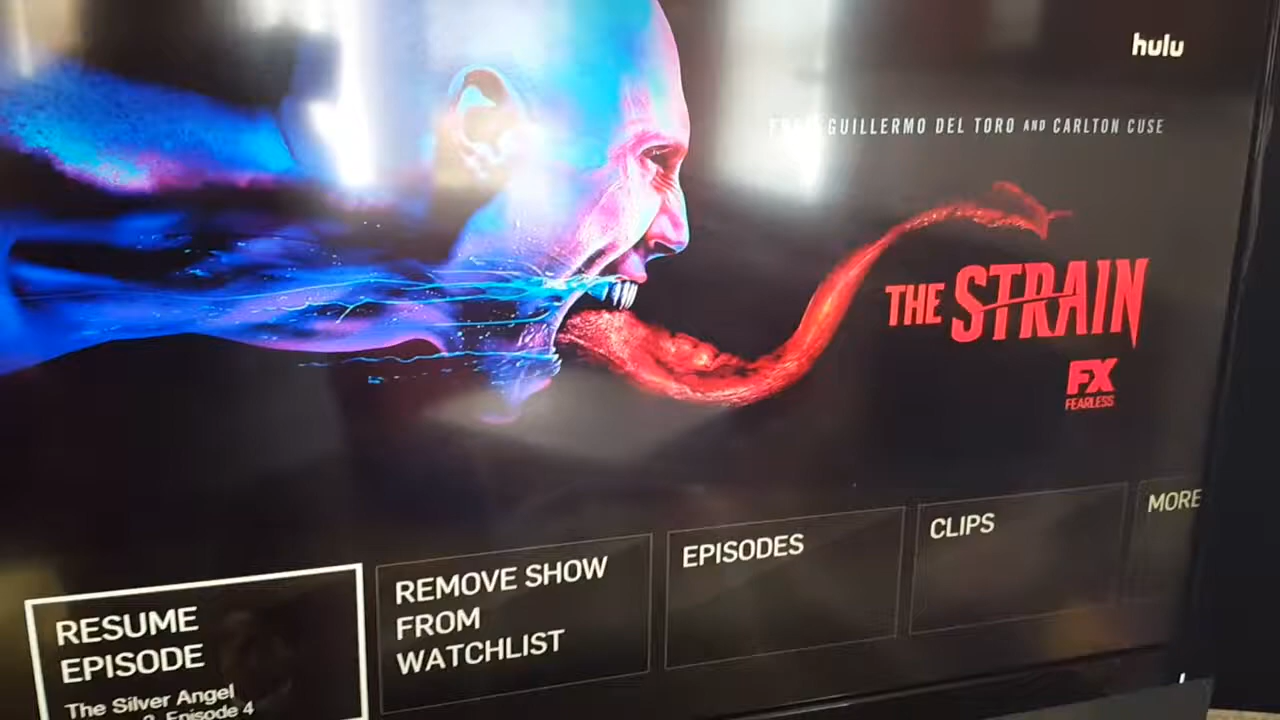 hulu
GUILLERMO DEL TORO AND CARLTON CUSE
THE STRAIN
FX
FEARLESS
RESUME
EPISODE
The Silver Angel
Episode 4
REMOVE SHOW
FROM
WATCHLIST
EPISODES
CLIPS
MORE